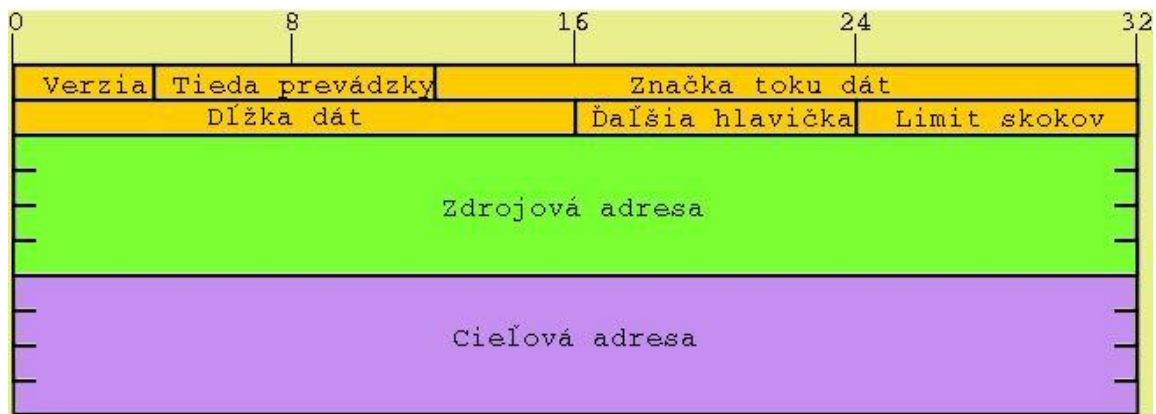 0 8 16 24 32
Verzia Tieda prevádzky Značka toku dát
Dĺžka dát Ďaľšia hlavička Limit skokov
Zdrojová adresa
Cieľová adresa